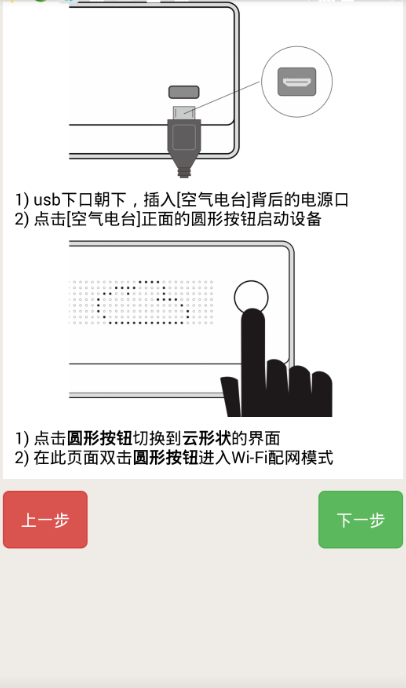 1) usb下口朝下，插入[空气电台]背后的电源口
2) 点击[空气电台]正面的圆形按钮启动设备
1) 点击圆形按钮切换到云形状的界面
2) 在此页面双击圆形按钮进入Wi-Fi配网模式
上一步
下一步